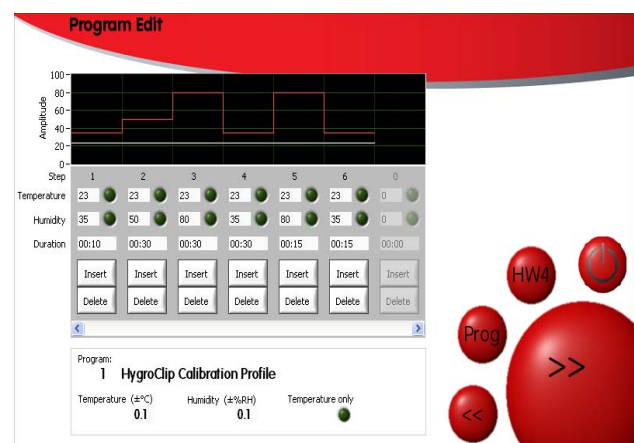 Program Edit
100
80
60
40
20
0
Amplitude
Step 1 2 3 4 5 6 0
Temperature 23 23 23 23 23 23 0
Humidity 35 50 80 35 80 35 0
Duration 00:10 00:30 00:30 00:30 00:15 00:15 00:00
Insert Insert Insert Insert Insert Insert Insert
Delete Delete Delete Delete Delete Delete Delete
HW4
Prog
>>
<<
Program:
1 HygroClip Calibration Profile
Temperature (±°C) Humidity (±%RH) Temperature only
0.1 0.1